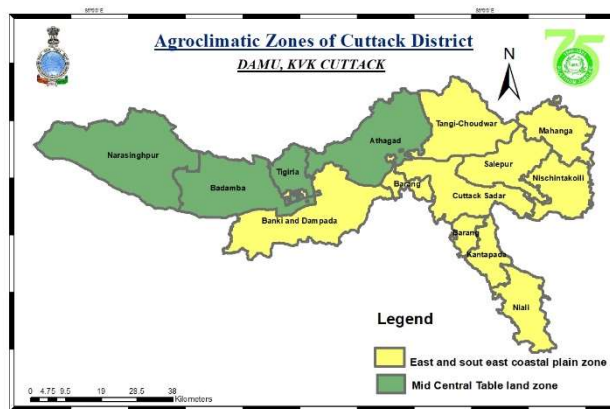 Agroclimatic Zones of Cuttack District
DAMU, KVK CUTTACK
N
75
Narasinghpur
Badamba
Tigiria
Athagad
Tangi-Choudwar
Mahanga
Salepur
Nischintakoili
Barang
Cuttack Sadar
Banki and Dampada
Barang
Kantapada
Niali
Legend
East and sout east coastal plain zone
Mid Central Table land zone
0 4.75 9.5 19 28.5 38
Kilometers